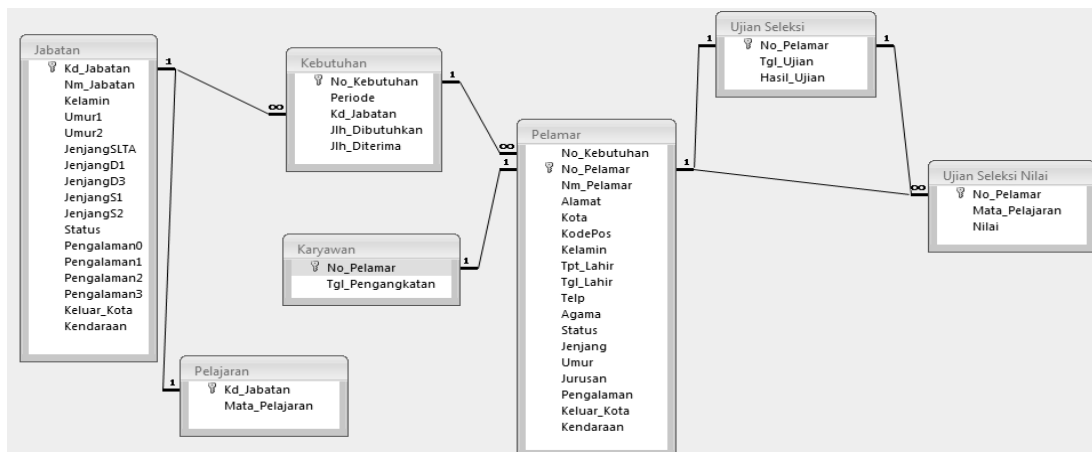 Jabatan
Kd_Jabatan
Nm_Jabatan
Kelamin
Umur1
Umur2
JenjangSLTA
JenjangD1
JenjangD3
JenjangS1
JenjangS2
Status
Pengalaman0
Pengalaman1
Pengalaman2
Pengalaman3
Keluar_Kota
Kendaraan
1
1
∞
Kebutuhan
No_Kebutuhan
Periode
Kd_Jabatan
Jlh_Dibutuhkan
Jlh_Diterima
1
∞
1
Karyawan
No_Pelamar
Tgl_Pengangkatan
1
Pelajaran
Kd_Jabatan
Mata_Pelajaran
Pelamar
No_Kebutuhan
No_Pelamar
Nm_Pelamar
Alamat
Kota
KodePos
Kelamin
Tpt_Lahir
Tgl_Lahir
Telp
Agama
Status
Jenjang
Umur
Jurusan
Pengalaman
Keluar_Kota
Kendaraan
1
1
Ujian Seleksi
No_Pelamar
Tgl_Ujian
Hasil_Ujian
1
∞
Ujian Seleksi Nilai
No_Pelamar
Mata_Pelajaran
Nilai